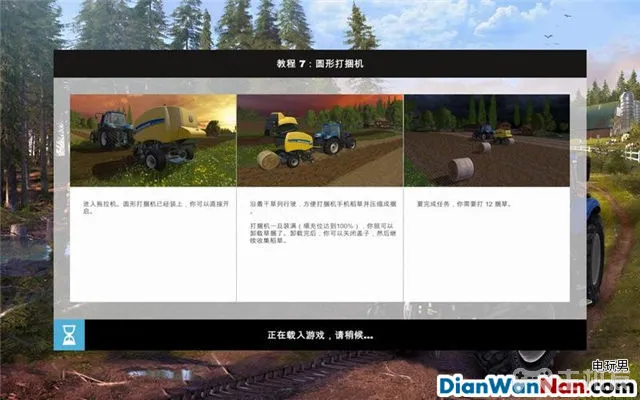 教程 7：圆形打捆机
进入拖拉机。圆形打捆机已经装上，你可以直接开
启。
沿着干草列行驶，方便打捆机手机稻草并压缩成捆
。
打捆机一旦装满（填充位达到100%），你就可以
卸载草捆了。卸载完后，你可以关闭盖子，然后继
续收集稻草。
要完成任务，你需要打 12 捆草。
正在载入游戏，请稍候...
电玩男
DianWanNan.com